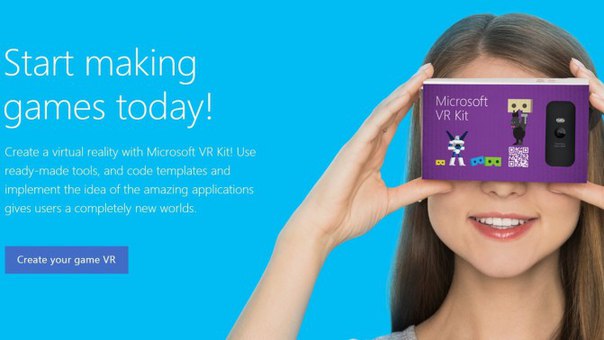 Start making
games today!
Create a virtual reality with Microsoft VR Kit! Use
ready-made tools, and code templates and
implement the idea of the amazing applications
gives users a completely new worlds.
Create your game VR
Microsoft
VR Kit